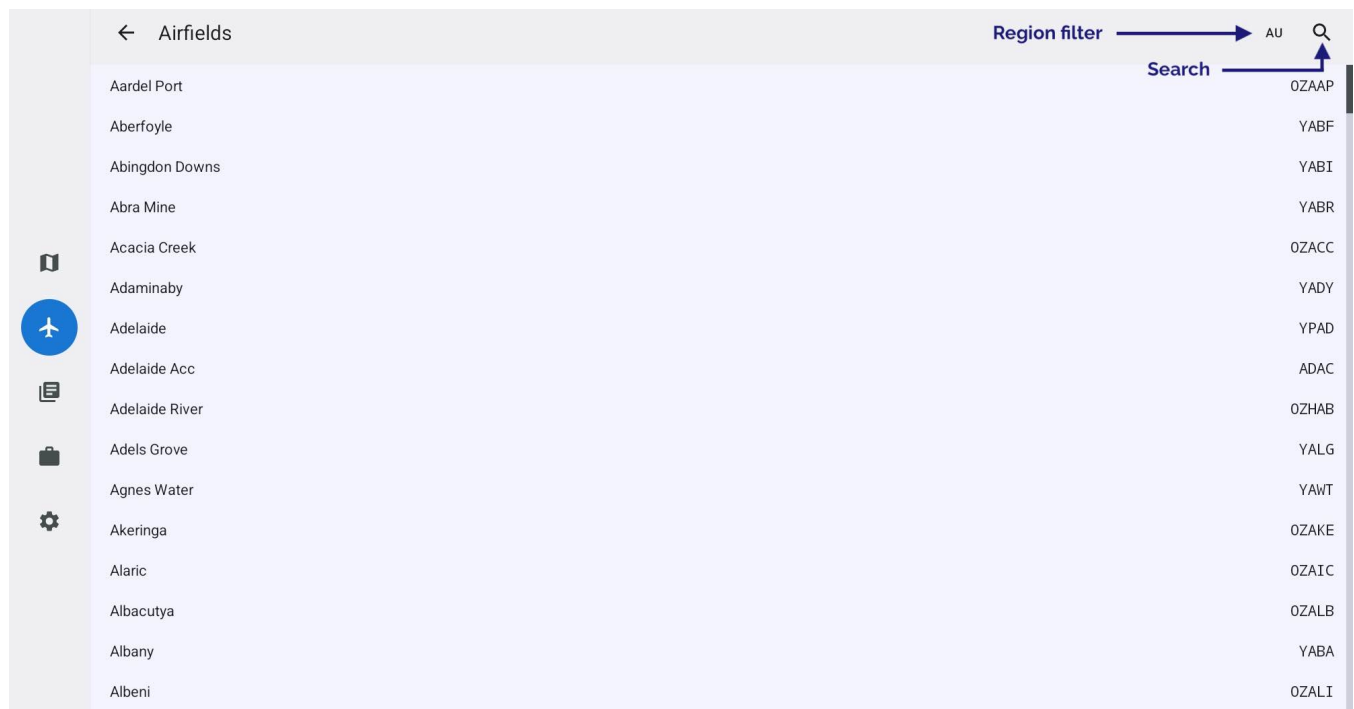 Airfields Region filter AU
Search
Aardel Port OZAAP
Aberfoyle YABF
Abingdon Downs YABI
Abra Mine YABR
Acacia Creek OZACC
Adaminaby YADY
Adelaide YPAD
Adelaide Acc ADAC
Adelaide River OZHAB
Adels Grove YALG
Agnes Water YAWT
Akeringa OZAKE
Alaric OZAIC
Albacutya OZALB
Albany YABA
Albeni OZALI